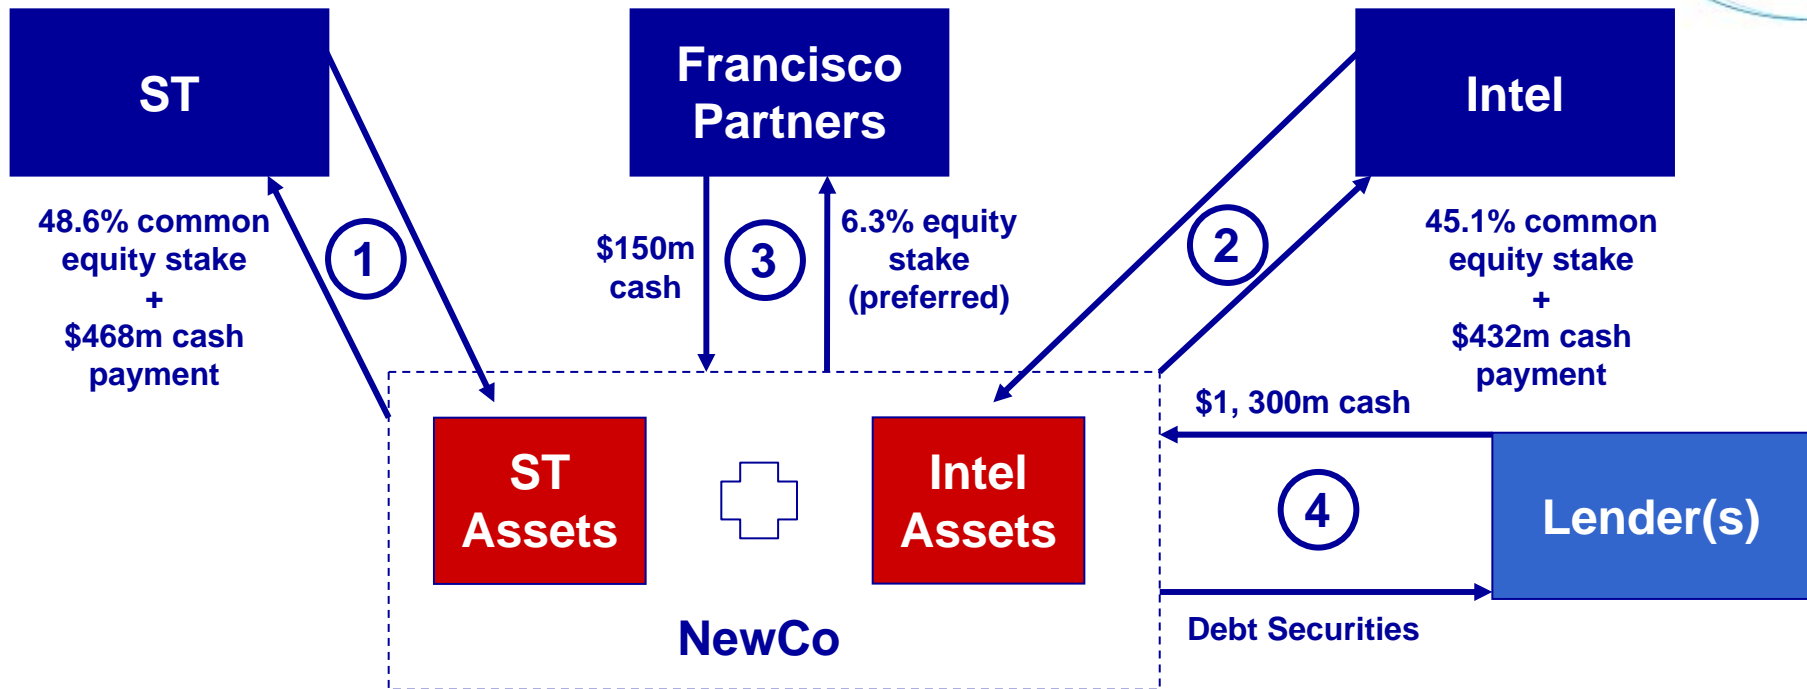 ST
Francisco
Partners
Intel
48.6% common
equity stake
+
$468m cash
payment
1
$150m
cash
3
6.3% equity
stake
(preferred)
2
45.1% common
equity stake
+
$432m cash
payment
$1, 300m cash
ST
Assets
Intel
Assets
4
Lender(s)
NewCo
Debt Securities